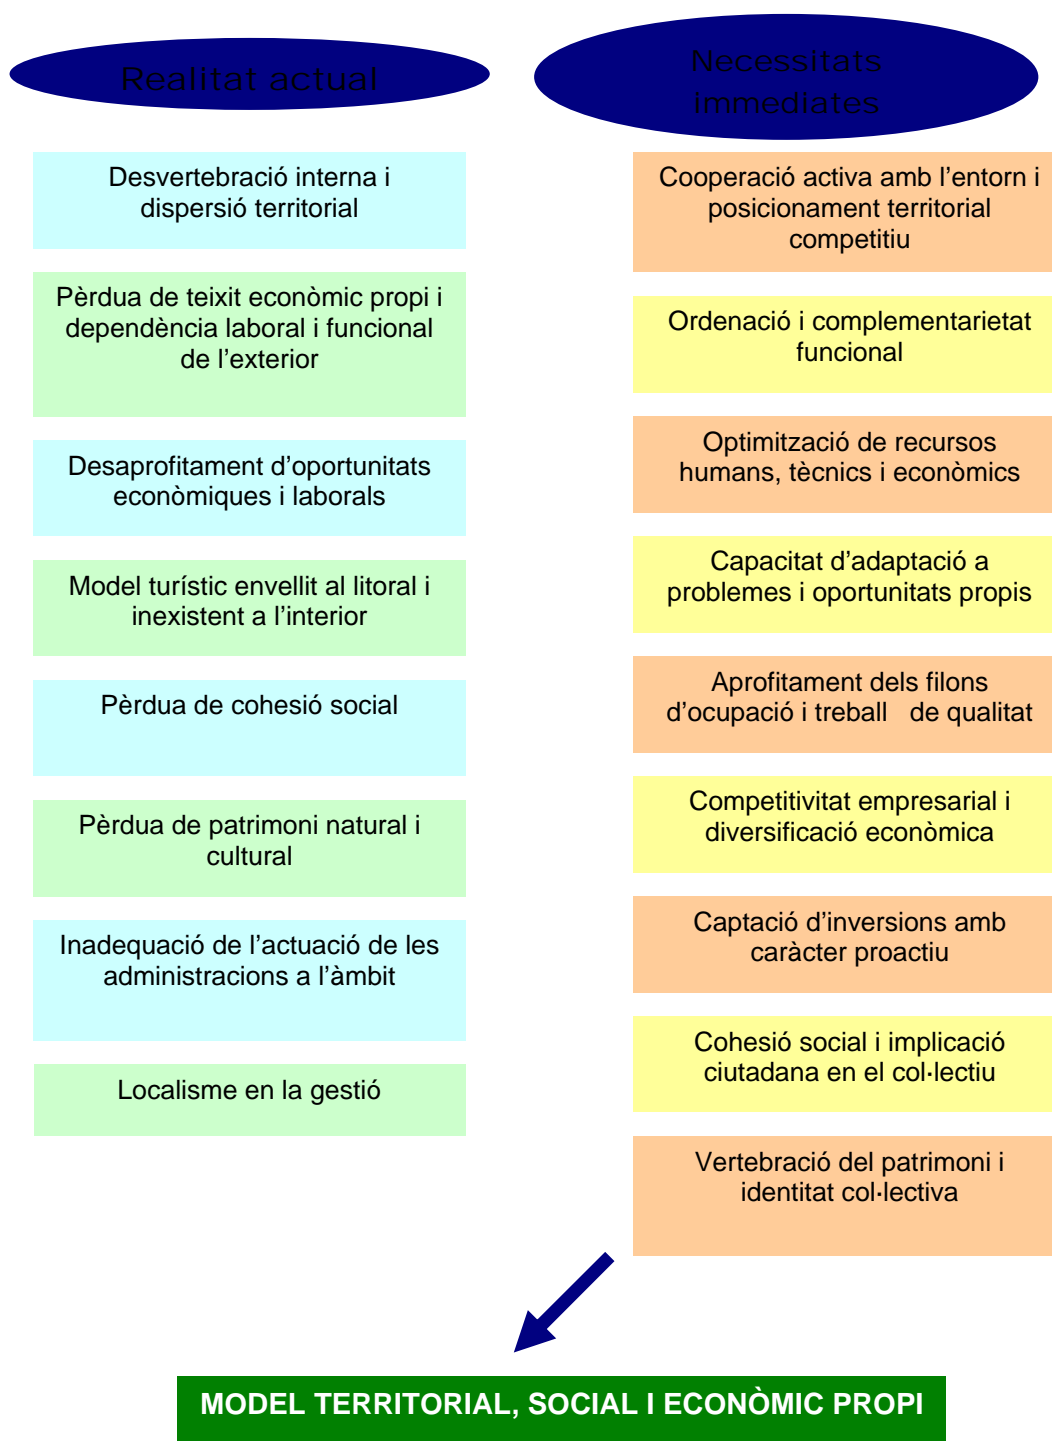 Realitat actual
Desvertebració interna i
dispersió territorial
Pèrdua de teixit econòmic propi i
dependència laboral i funcional
de l’exterior
Desaprofitament d’oportunitats
econòmiques i laborals
Model turístic envellit al litoral i
inexistent a l’interior
Pèrdua de cohesió social
Pèrdua de patrimoni natural i
cultural
Inadequació de l’actuació de les
administracions a l’àmbit
Localisme en la gestió
Necessitats
immediates
Cooperació activa amb l’entorn i
posicionament territorial
competitiu
Ordenació i complementarietat
funcional
Optimització de recursos
humans, tècnics i econòmics
Capacitat d’adaptació a
problemes i oportunitats propis
Aprofitament dels filons
d’ocupació i treball de qualitat
Competitivitat empresarial i
diversificació econòmica
Captació d’inversions amb
caràcter proactiu
Cohesió social i implicació
ciutadana en el col·lectiu
Vertebració del patrimoni i
identitat col·lectiva
MODEL TERRITORIAL, SOCIAL I ECONÒMIC PROPI